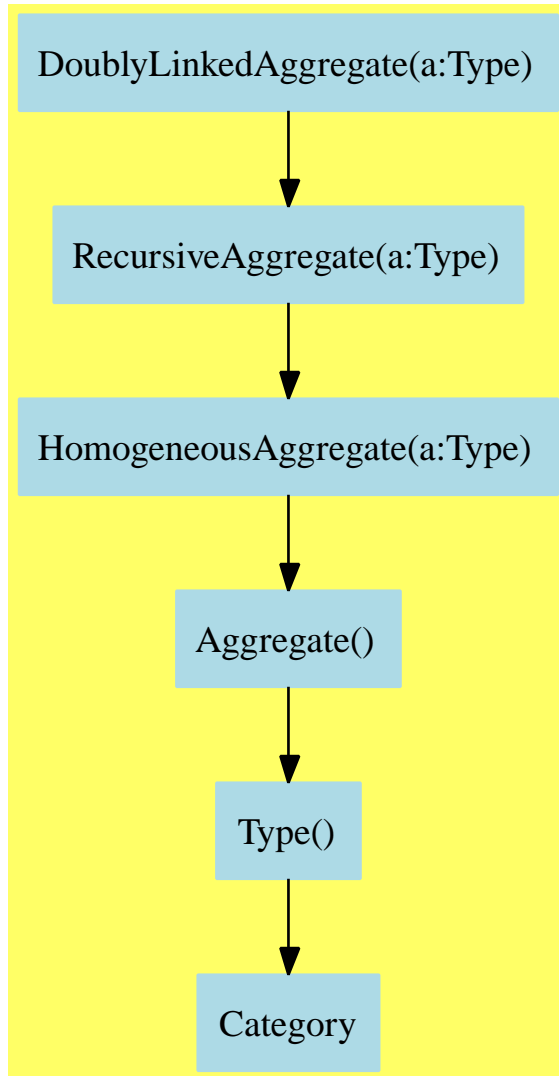 DoublyLinkedAggregate(a:Type)
RecursiveAggregate(a:Type)
HomogeneousAggregate(a:Type)
Aggregate()
Type()
Category